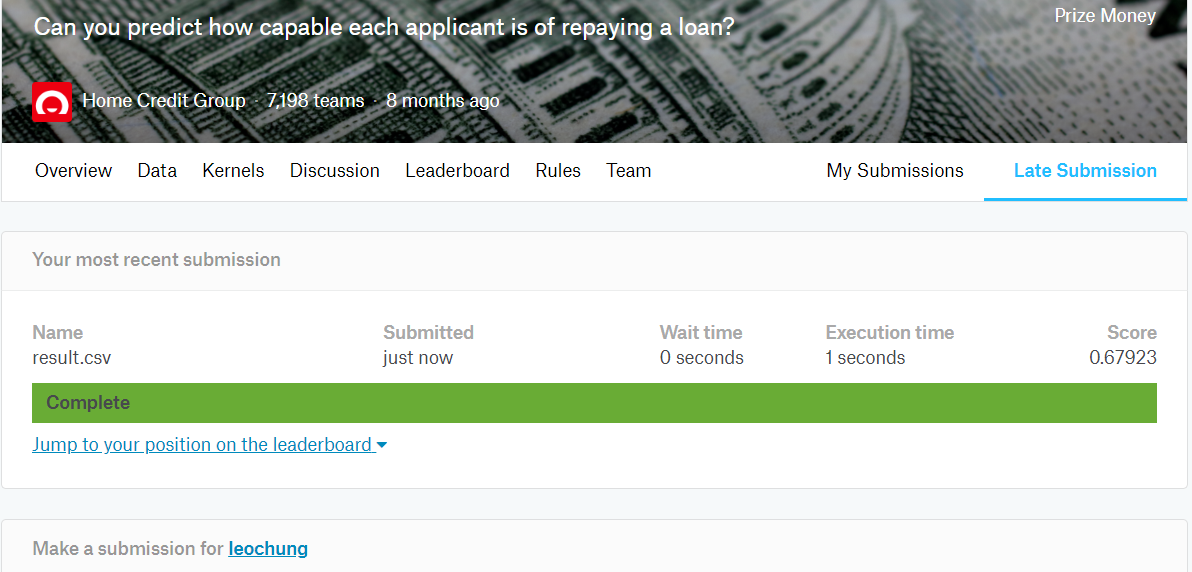 Prize Money
Can you predict how capable each applicant is of repaying a loan?
Home Credit Group · 7,198 teams · 8 months ago
Overview Data Kernels Discussion Leaderboard Rules Team My Submissions Late Submission
Your most recent submission
Name Submitted Wait time Execution time Score
result.csv just now 0 seconds 1 seconds 0.67923
Complete
Jump to your position on the leaderboard
Make a submission for leochung